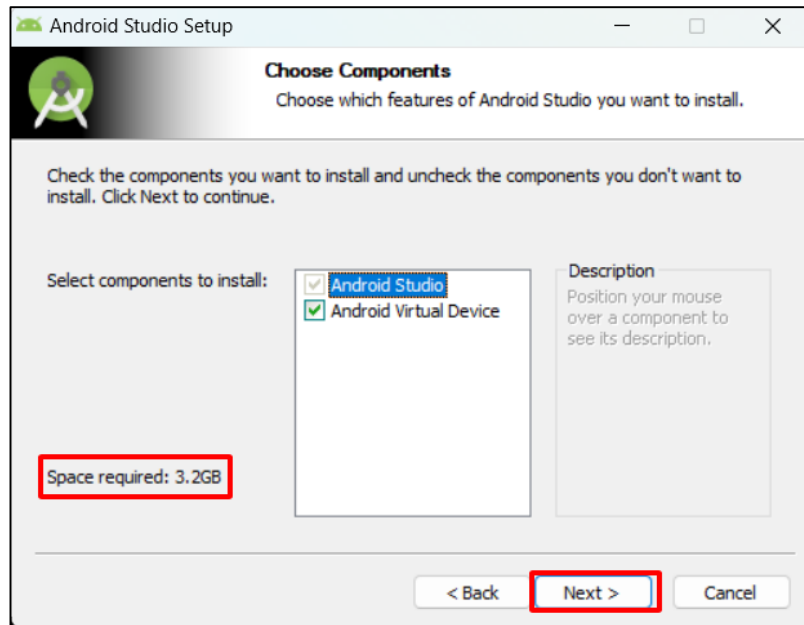 Android Studio Setup
Choose Components
Choose which features of Android Studio you want to install.
Check the components you want to install and uncheck the components you don't want to
install. Click Next to continue.
Select components to install:
Android Studio
Android Virtual Device
Description
Position your mouse
over a component to
see its description.
Space required: 3.2GB
< Back
Next >
Cancel